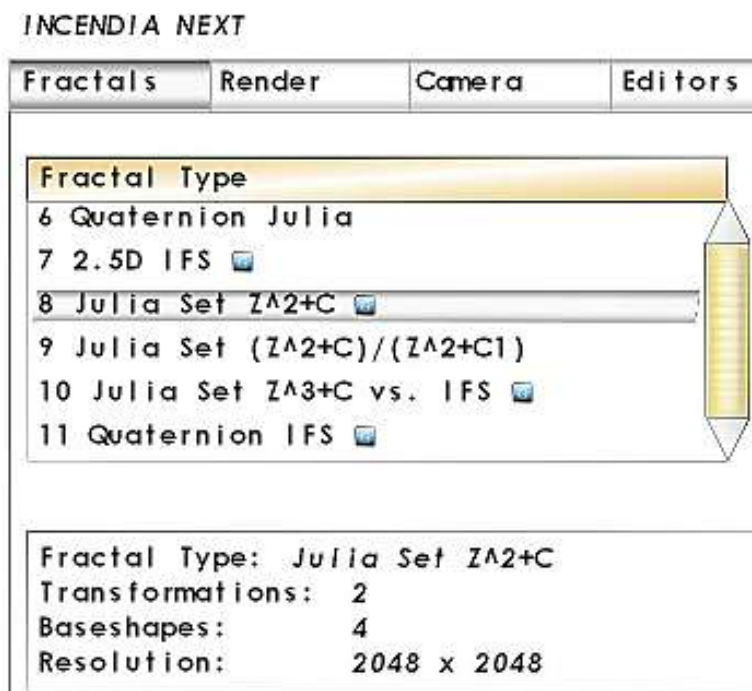 INCENDIA NEXT
Fractals Render Camera Editors
Fractal Type
6 Quaternion Julia
7 2.5D IFS
8 Julia Set Z^2+C
9 Julia Set (Z^2+C)/(Z^2+C1)
10 Julia Set Z^3+C vs. IFS
11 Quaternion IFS
Fractal Type: Julia Set Z^2+C
Transformations: 2
Baseshapes: 4
Resolution: 2048 x 2048